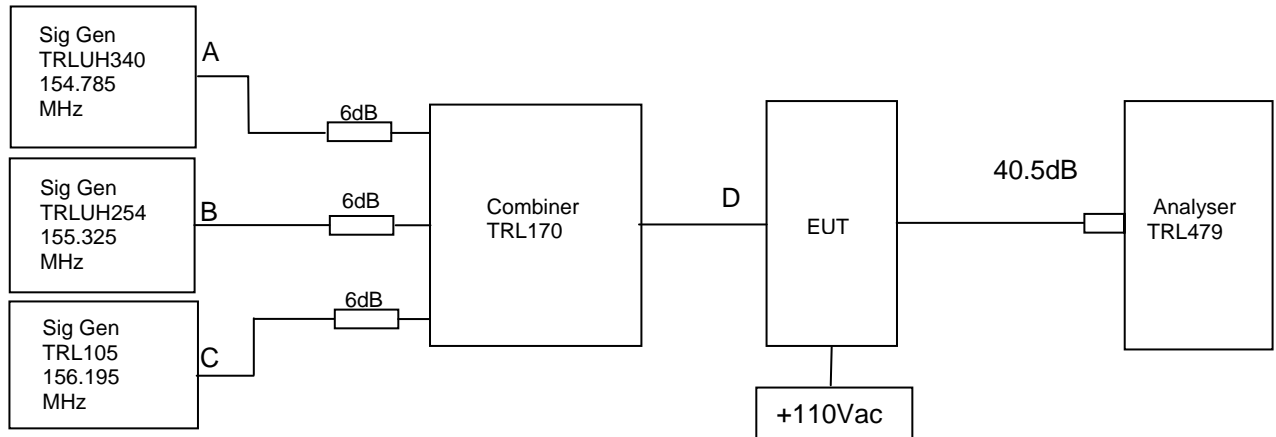 Sig Gen
TRLUH340
154.785
MHz
A
6dB
Sig Gen
TRLUH254
155.325
MHz
B
6dB
Sig Gen
TRL105
156.195
MHz
C
6dB
Combiner
TRL170
D
EUT
+110Vac
40.5dB
Analyser
TRL479